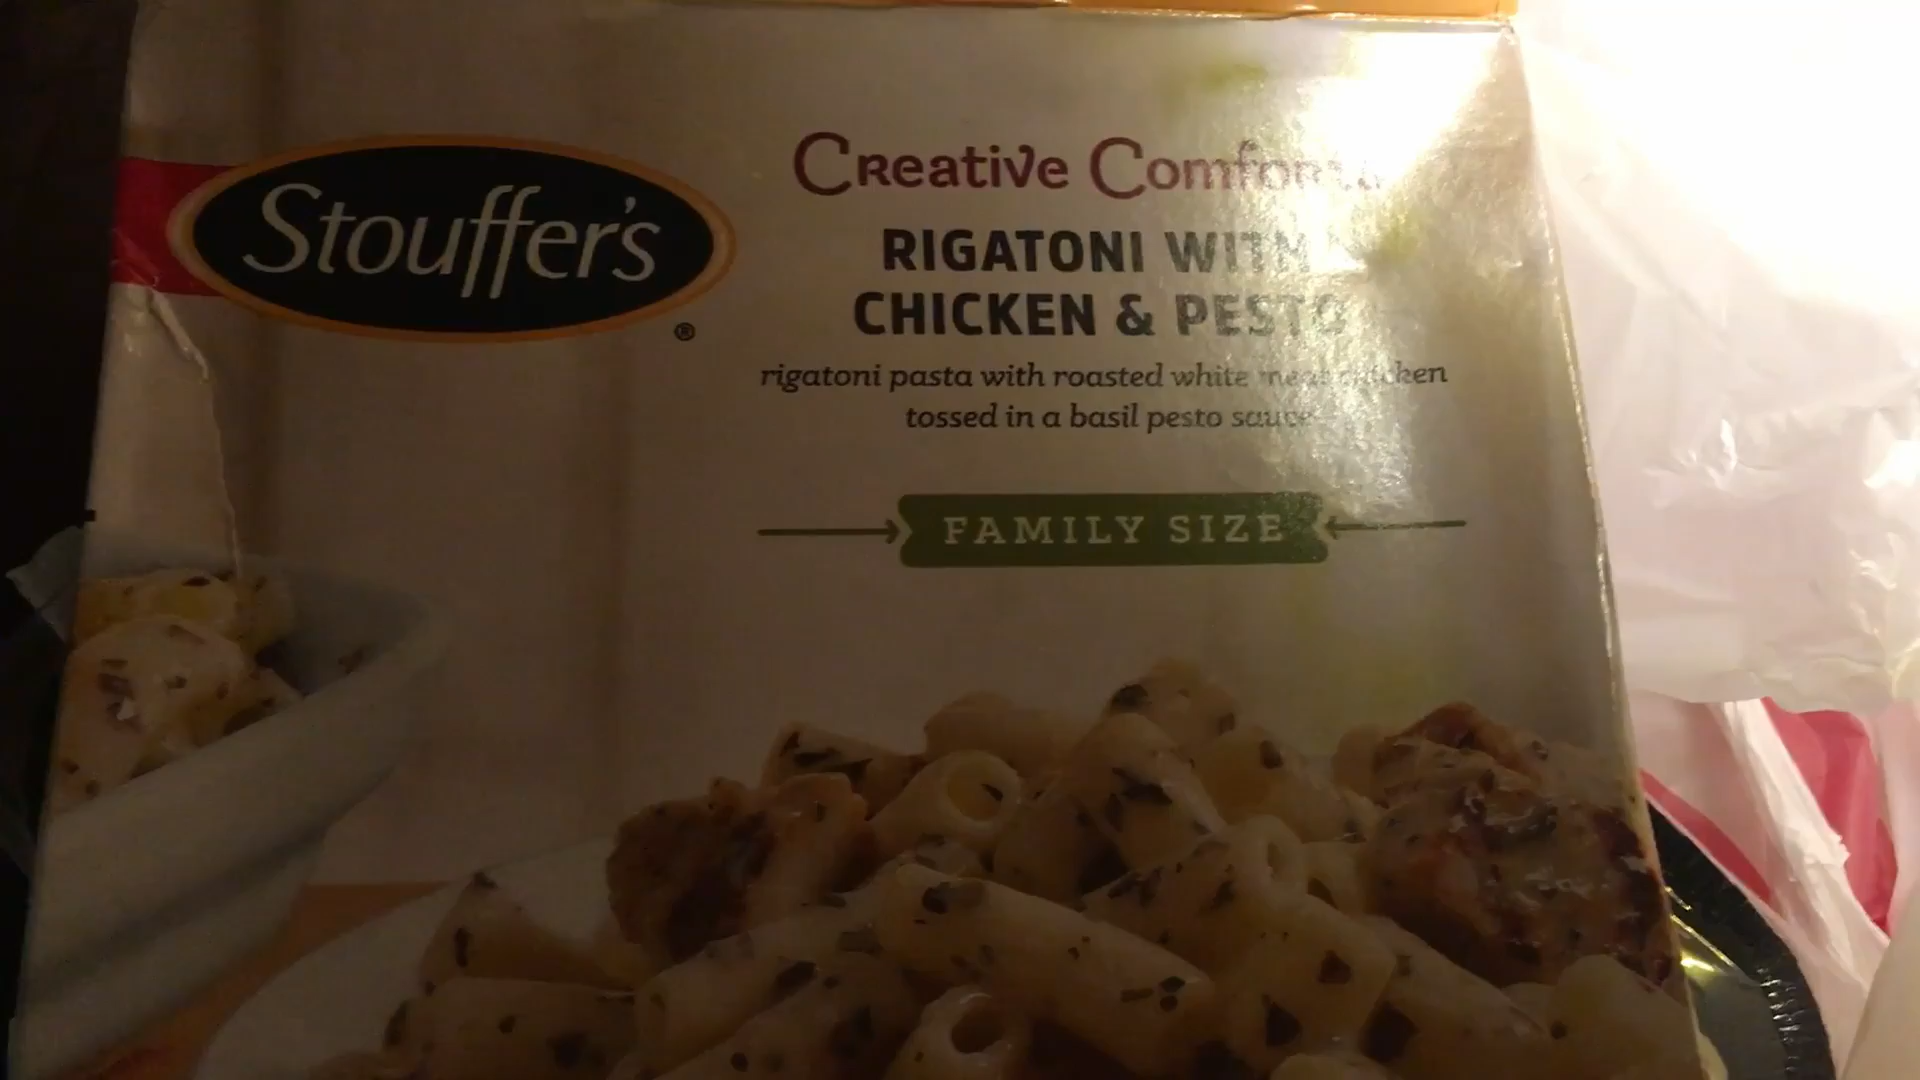 Stouffer's
®
Creative Comforts
RIGATONI WITH
CHICKEN & PESTO
rigatoni pasta with roasted white meat chicken
tossed in a basil pesto sauce
FAMILY SIZE